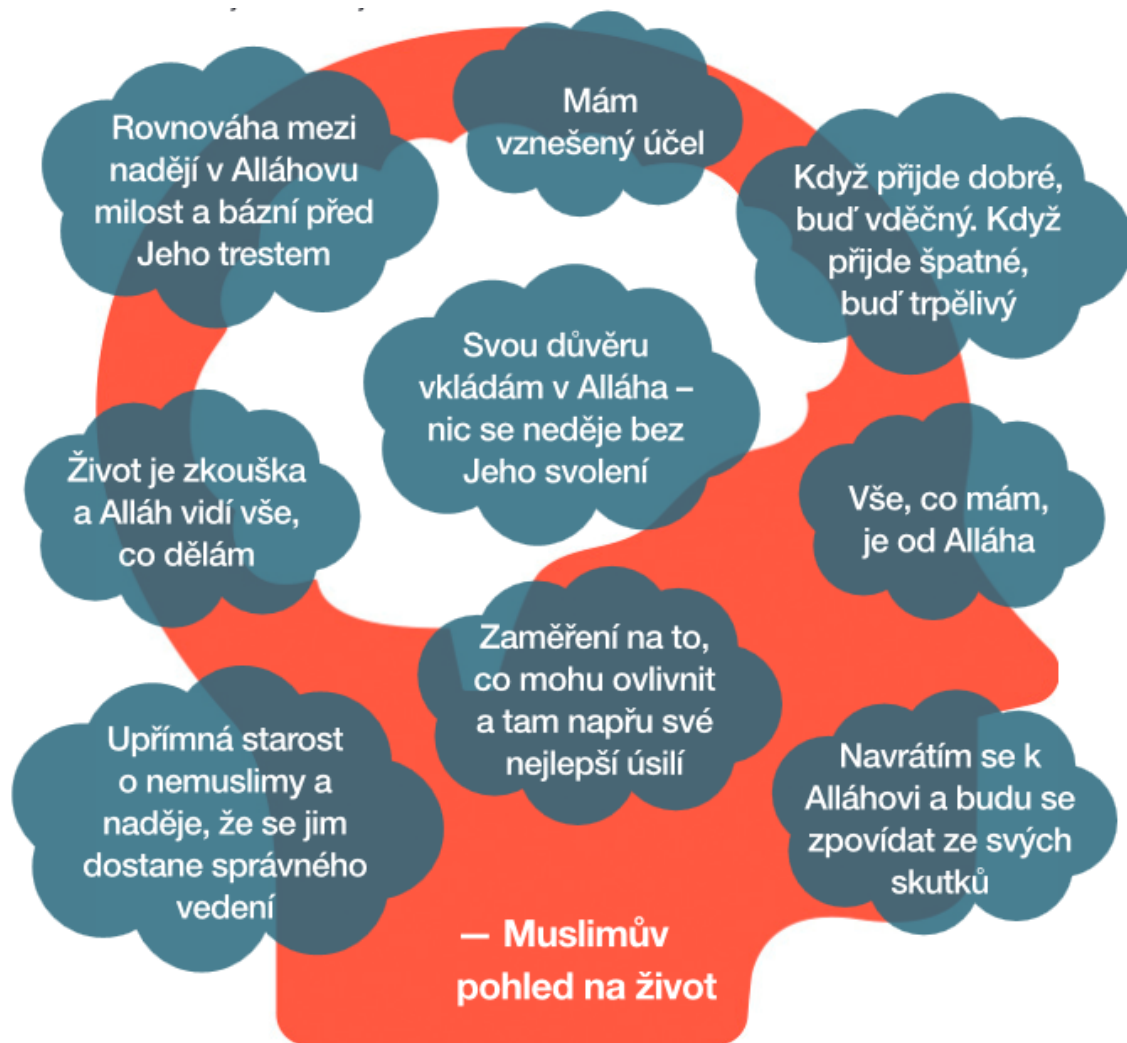 Mám
vznešený účel
Rovnováha mezi
nadějí v Alláhovu
milost a bázní před
Jeho trestem
Když přijde dobré,
buď vděčný. Když
přijde špatné,
buď trpělivý
Svou důvěru
vkládám v Alláha –
nic se neděje bez
Jeho svolení
Život je zkouška
a Alláh vidí vše,
co dělám
Vše, co mám,
je od Alláha
Zaměření na to,
co mohu ovlivnit
a tam napřu své
nejlepší úsilí
Upřímná starost
o nemuslimy a
naděje, že se jim
dostane správného
vedení
Navrátím se k
Alláhovi a budu se
zpovídat ze svých
skutků
— Muslimův
pohled na život